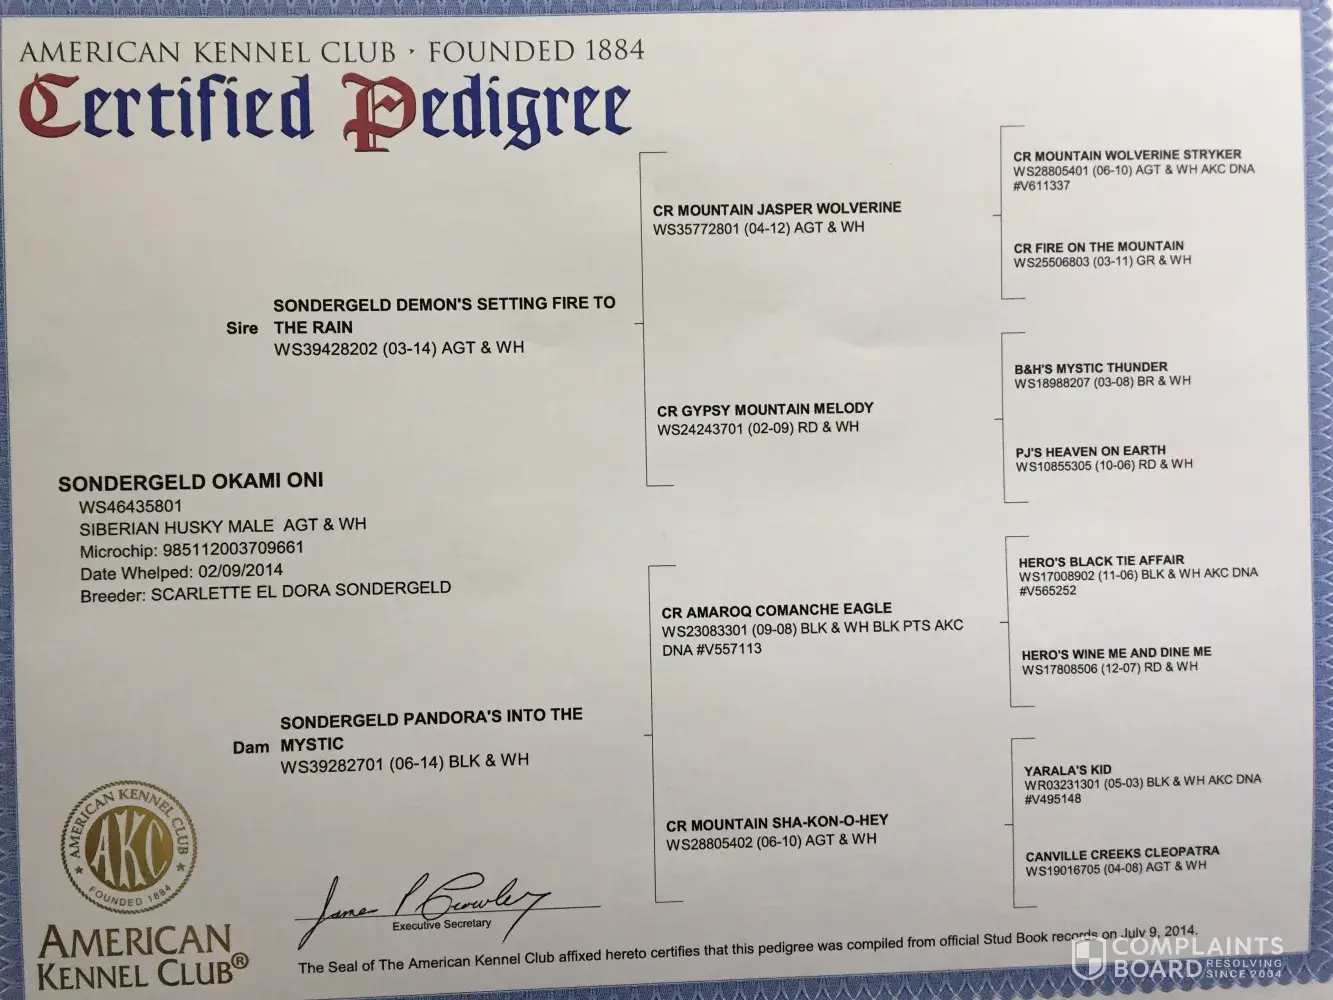 AMERICAN KENNEL CLUB · FOUNDED 1884
Certified Pedigree
CR MOUNTAIN WOLVERINE STRYKER
WS28805401 (06-10) AGT & WH AKC DNA
#V611337
CR MOUNTAIN JASPER WOLVERINE
WS35772801 (04-12) AGT & WH
CR FIRE ON THE MOUNTAIN
WS25506803 (03-11) GR & WH
Sire
SONDERGELD DEMON'S SETTING FIRE TO
THE RAIN
WS39428202 (03-14) AGT & WH
B&H'S MYSTIC THUNDER
WS18988207 (03-08) BR & WH
CR GYPSY MOUNTAIN MELODY
WS24243701 (02-09) RD & WH
PJ'S HEAVEN ON EARTH
WS10855305 (10-06) RD & WH
SONDERGELD OKAMI ONI
WS46435801
SIBERIAN HUSKY MALE AGT & WH
Microchip: 985112003709661
Date Whelped: 02/09/2014
Breeder: SCARLETTE EL DORA SONDERGELD
HERO'S BLACK TIE AFFAIR
WS17008902 (11-06) BLK & WH AKC DNA
#V565252
CR AMAROQ COMANCHE EAGLE
WS23083301 (09-08) BLK & WH BLK PTS AKC
DNA #V557113
HERO'S WINE ME AND DINE ME
WS17808506 (12-07) RD & WH
Dam
SONDERGELD PANDORA'S INTO THE
MYSTIC
WS39282701 (06-14) BLK & WH
YARALA'S KID
WR03231301 (05-03) BLK & WH AKC DNA
#V495148
CR MOUNTAIN SHA-KON-O-HEY
WS28805402 (06-10) AGT & WH
CANVILLE CREEKS CLEOPATRA
WS19016705 (04-08) AGT & WH
AMERICAN KENNEL CLUB
AKC
FOUNDED 1884
AMERICAN
KENNEL CLUB®
James P Crowley
Executive Secretary
The Seal of The American Kennel Club affixed hereto certifies that this pedigree was compiled from official Stud Book records on July 9, 2014.
COMPLAINTS
BOARD RESOLVING
SINCE 2004